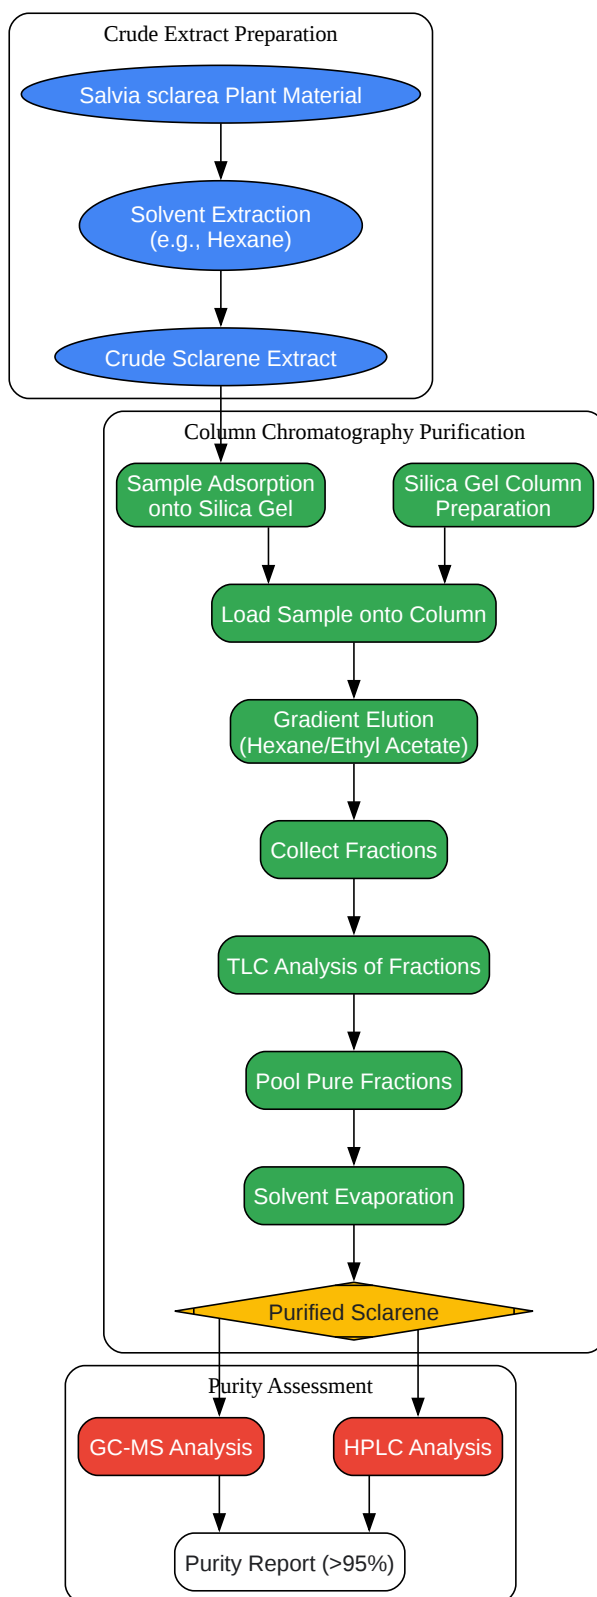 Crude Extract Preparation
Salvia sclarea Plant Material
Solvent Extraction
(e.g., Hexane)
Crude Sclarene Extract
Column Chromatography Purification
Sample Adsorption
onto Silica Gel
Silica Gel Column
Preparation
Load Sample onto Column
Gradient Elution
(Hexane/Ethyl Acetate)
Collect Fractions
TLC Analysis of Fractions
Pool Pure Fractions
Solvent Evaporation
Purified Sclarene
Purity Assessment
GC-MS Analysis
HPLC Analysis
Purity Report (>95%)